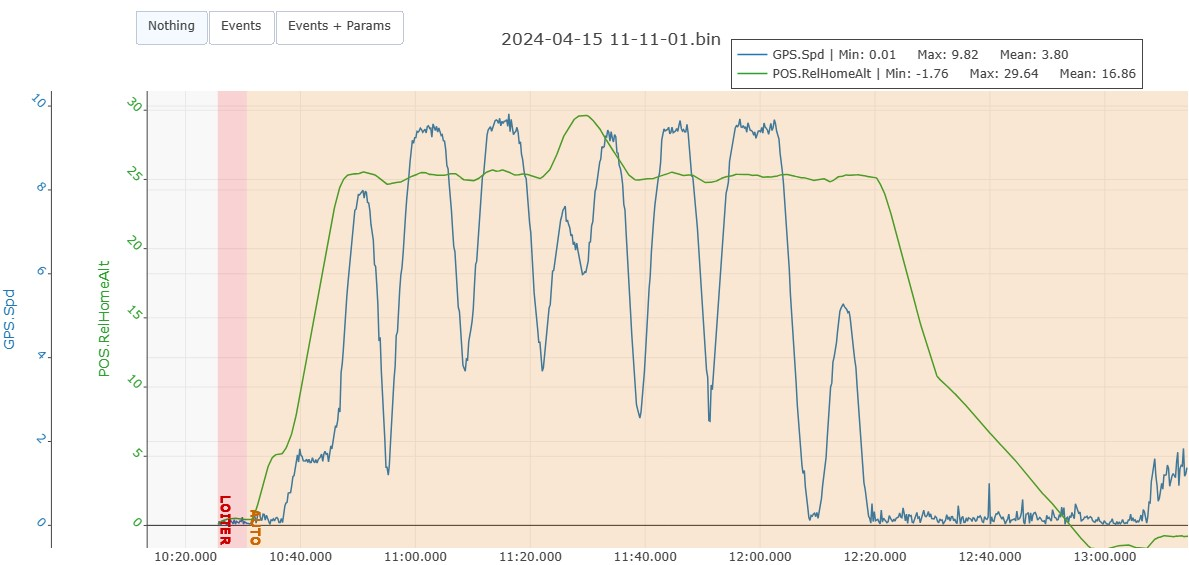 Nothing
Events
Events + Params
2024-04-15 11-11-01.bin
GPS.Spd | Min: 0.01 Max: 9.82 Mean: 3.80
POS.RelHomeAlt | Min: -1.76 Max: 29.64 Mean: 16.86
10
8
6
4
2
0
GPS.Spd
30
25
20
15
10
5
0
POS.RelHomeAlt
LOITER
AUTO
10:20.000
10:40.000
11:00.000
11:20.000
11:40.000
12:00.000
12:20.000
12:40.000
13:00.000